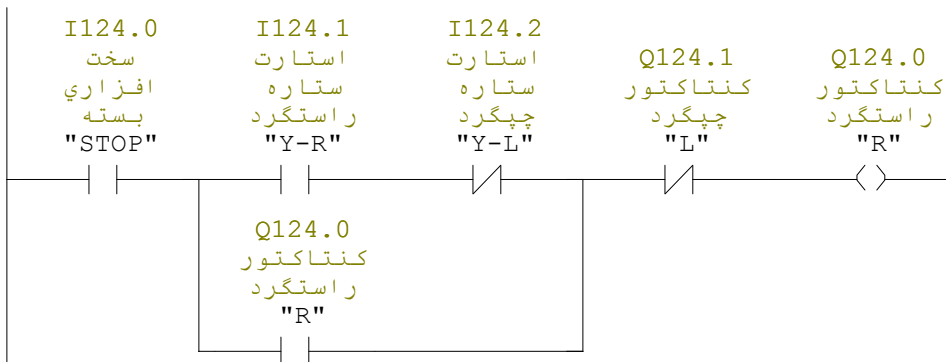 I124.0
سخت
افزاري
بسته
"STOP"
I124.1
استارت
ستاره
راستگرد
"Y-R"
I124.2
استارت
ستاره
چپگرد
"Y-L"
Q124.1
کنتاکتور
چپگرد
"L"
Q124.0
کنتاکتور
راستگرد
"R"
Q124.0
کنتاکتور
راستگرد
"R"